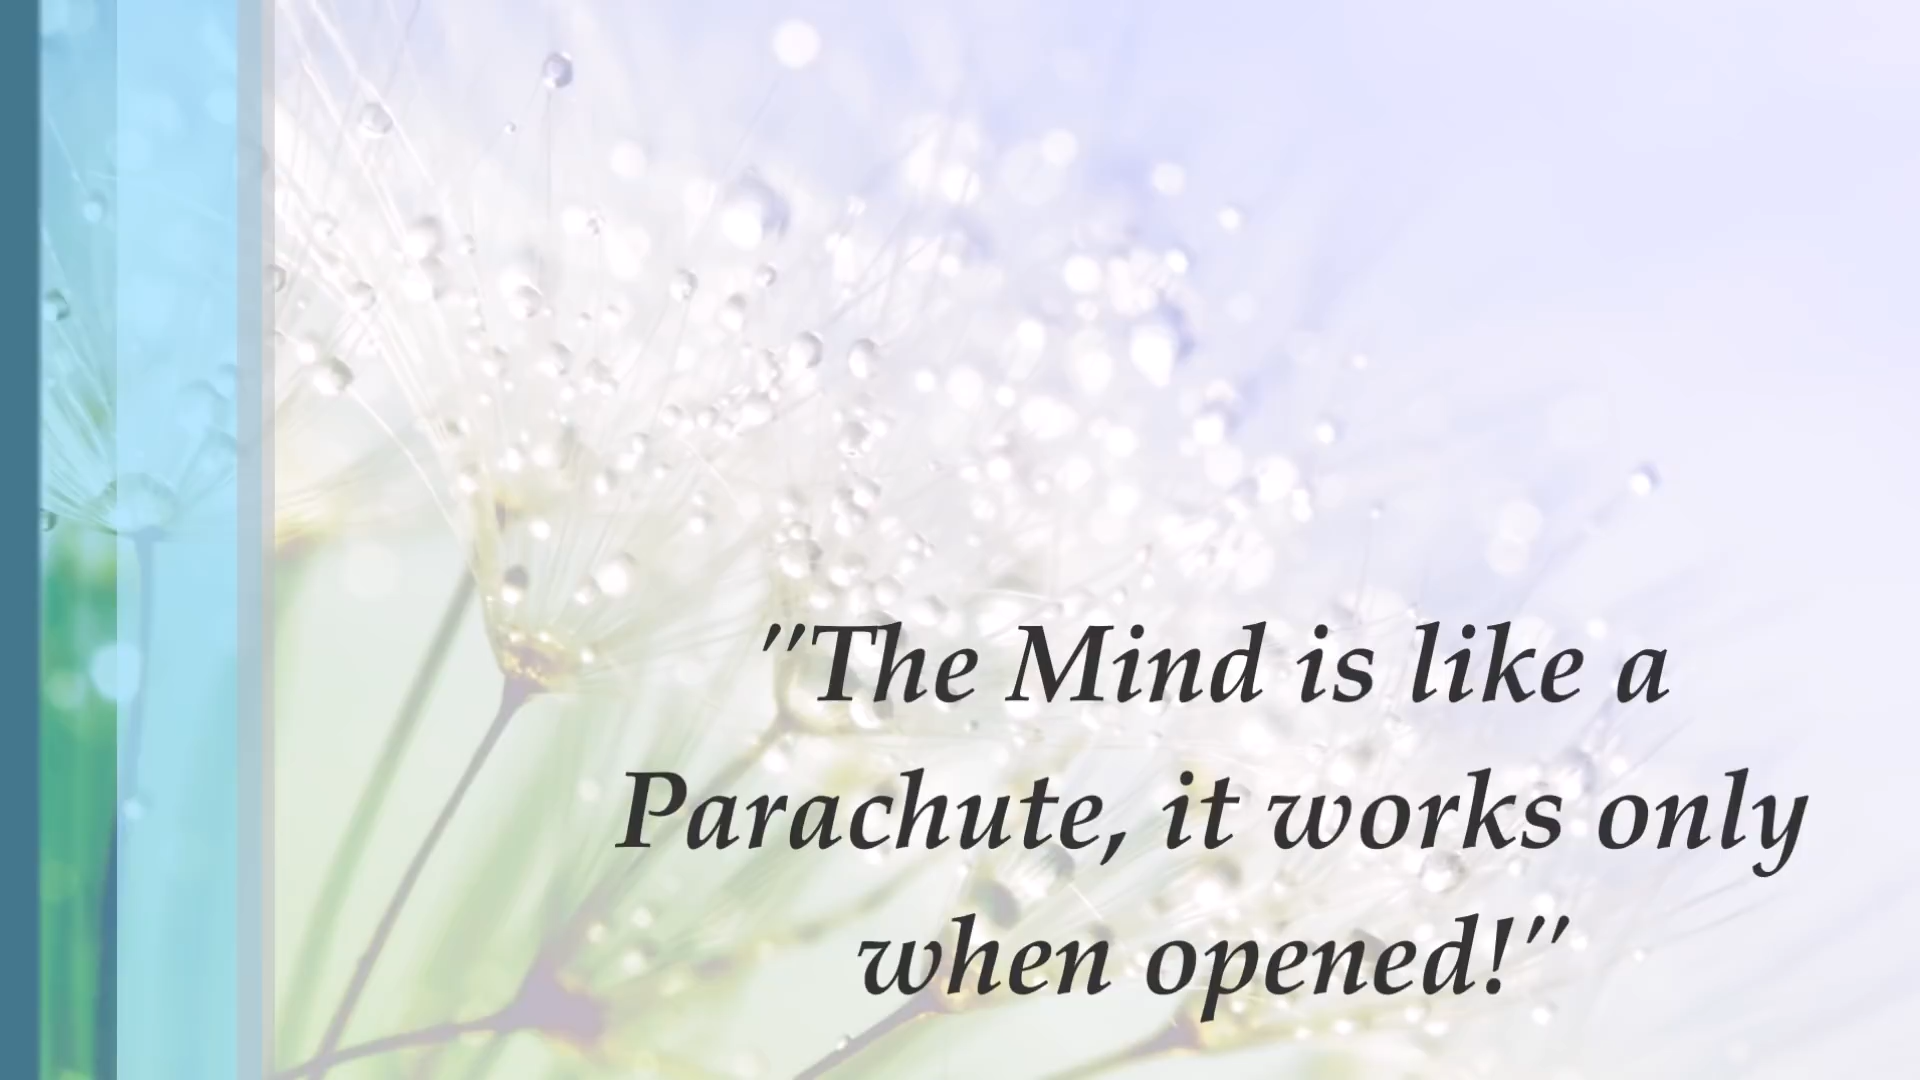 "The Mind is like a
Parachute, it works only
when opened!"